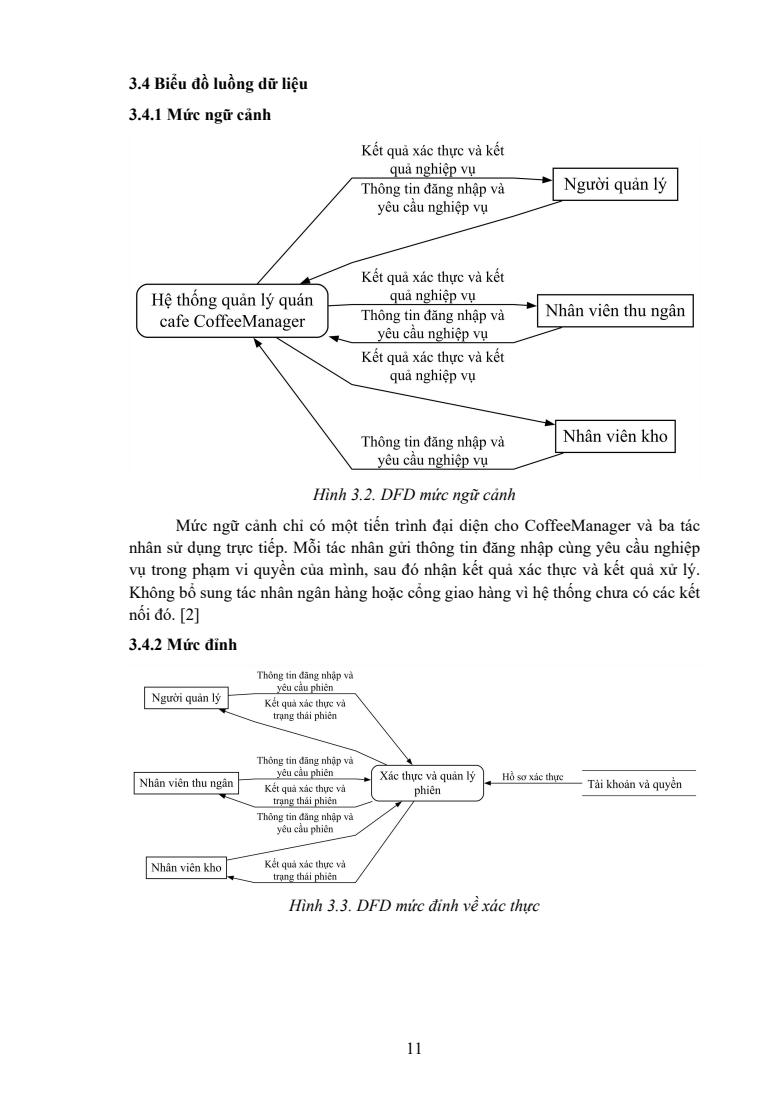 3.4 Biểu đồ luồng dữ liệu
3.4.1 Mức ngữ cảnh
Kết quả xác thực và kết
quả nghiệp vụ
Thông tin đăng nhập và
yêu cầu nghiệp vụ
Người quản lý
Hệ thống quản lý quán
cafe CoffeeManager
Kết quả xác thực và kết
quả nghiệp vụ
Thông tin đăng nhập và
yêu cầu nghiệp vụ
Nhân viên thu ngân
Kết quả xác thực và kết
quả nghiệp vụ
Thông tin đăng nhập và
yêu cầu nghiệp vụ
Nhân viên kho
Hình 3.2. DFD mức ngữ cảnh
Mức ngữ cảnh chỉ có một tiến trình đại diện cho CoffeeManager và ba tác
nhân sử dụng trực tiếp. Mỗi tác nhân gửi thông tin đăng nhập cùng yêu cầu nghiệp
vụ trong phạm vi quyền của mình, sau đó nhận kết quả xác thực và kết quả xử lý.
Không bổ sung tác nhân ngân hàng hoặc cổng giao hàng vì hệ thống chưa có các kết
nối đó. [2]
3.4.2 Mức đỉnh
Thông tin đăng nhập và
yêu cầu phiên
Người quản lý
Kết quả xác thực và
trạng thái phiên
Thông tin đăng nhập và
yêu cầu phiên
Nhân viên thu ngân
Kết quả xác thực và
trạng thái phiên
Xác thực và quản lý
phiên
Hồ sơ xác thực
Tài khoản và quyền
Thông tin đăng nhập và
yêu cầu phiên
Nhân viên kho
Kết quả xác thực và
trạng thái phiên
Hình 3.3. DFD mức đỉnh về xác thực
11